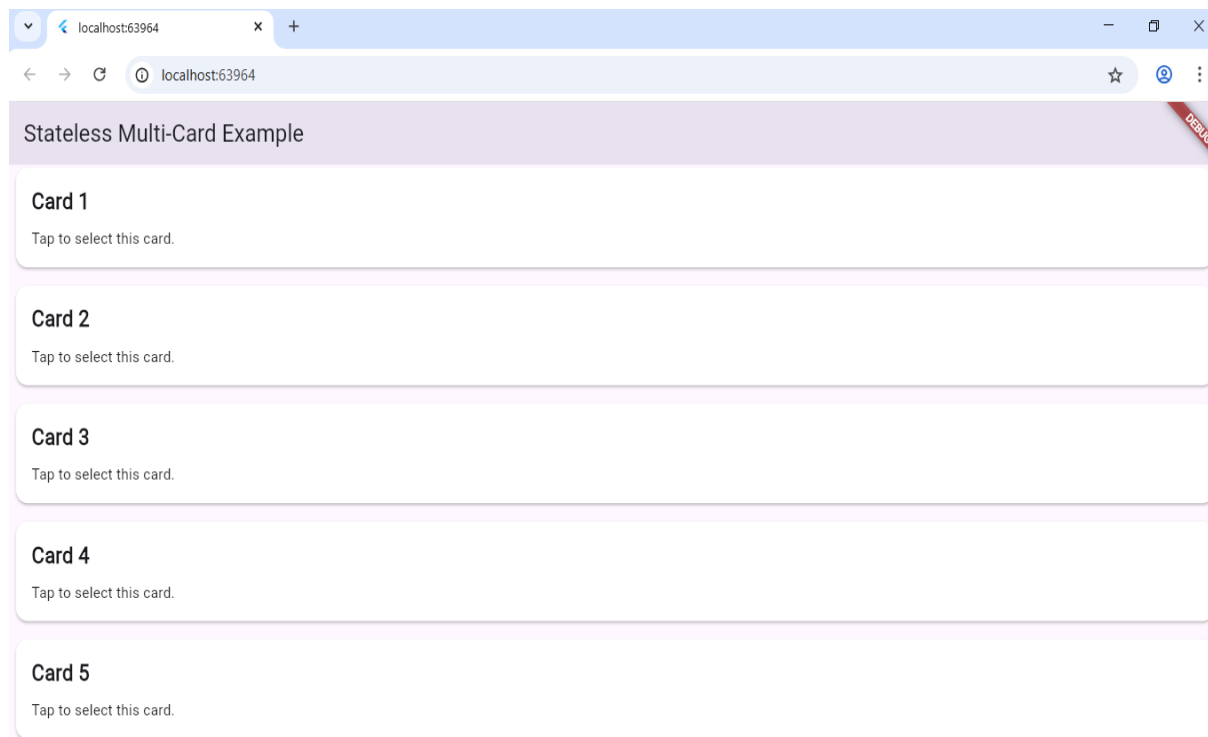 localhost:63964
localhost:63964
Stateless Multi-Card Example
Card 1
Tap to select this card.
Card 2
Tap to select this card.
Card 3
Tap to select this card.
Card 4
Tap to select this card.
Card 5
Tap to select this card.